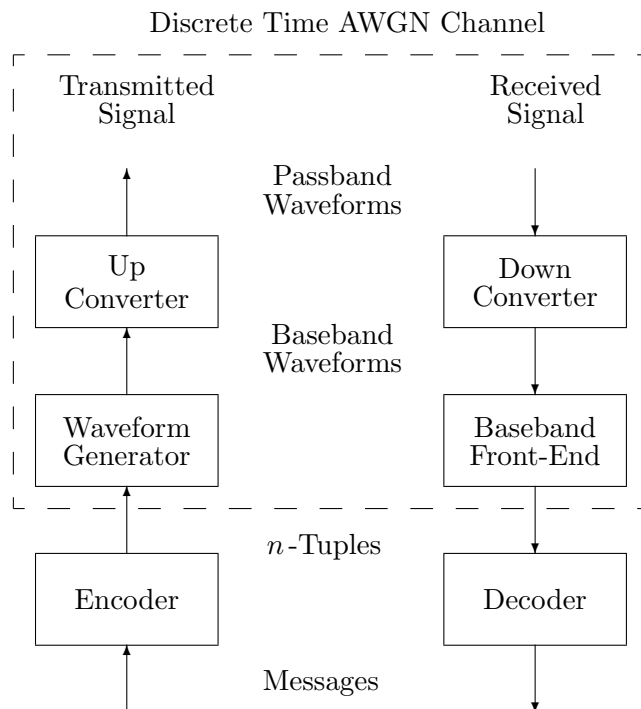 Discrete Time AWGN Channel
Transmitted
Signal
Received
Signal
Passband
Waveforms
Up
Converter
Down
Converter
Baseband
Waveforms
Waveform
Generator
Baseband
Front-End
n-Tuples
Encoder
Decoder
Messages